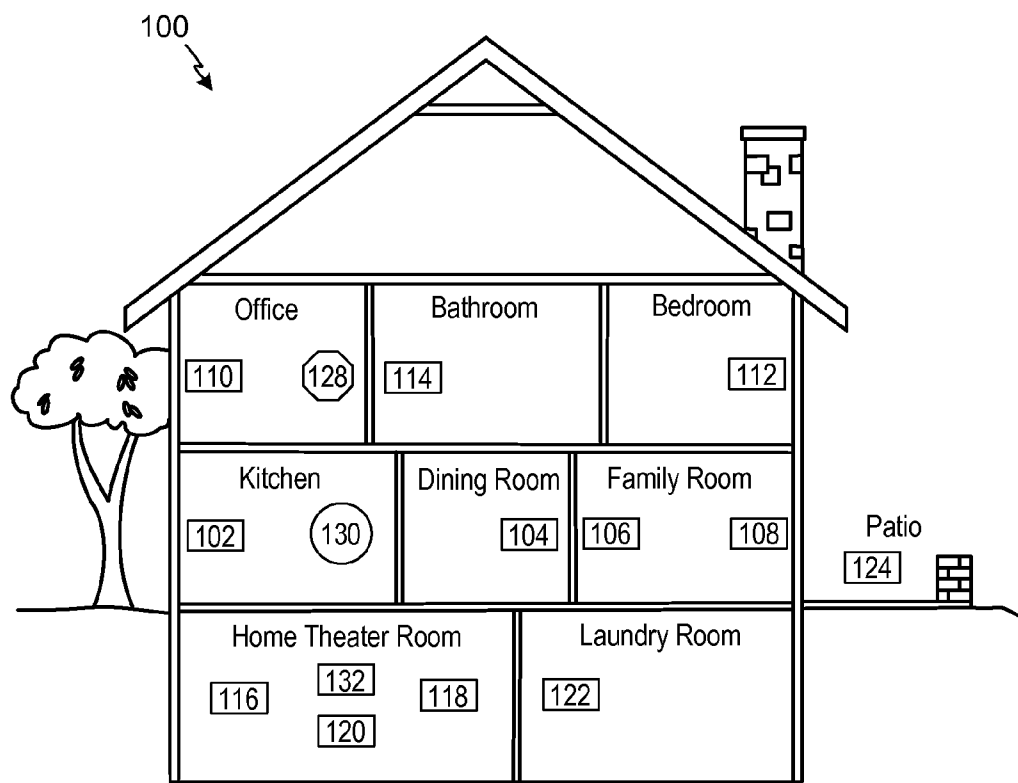 100
Office
Bathroom
Bedroom
110
128
114
112
Kitchen
Dining Room
Family Room
102
130
104
106
108
Patio
124
Home Theater Room
Laundry Room
116
132
118
120
122